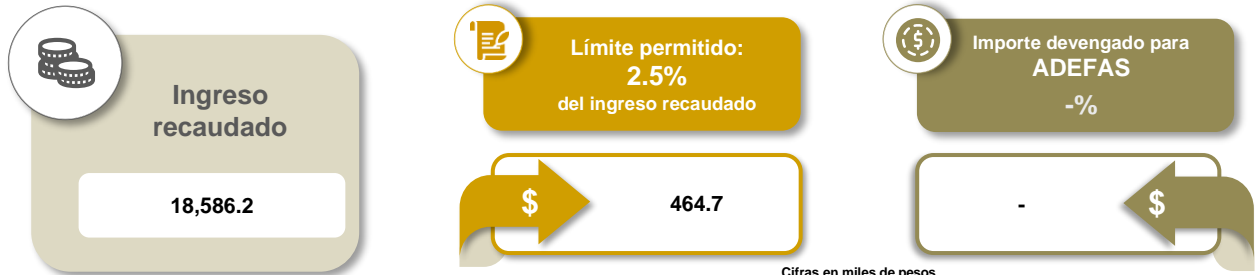 Ingreso
recaudado
18,586.2
Límite permitido:
2.5%
del ingreso recaudado
$
464.7
Importe devengado para
ADEFAS
-%
-
$
Cifras en miles de pesos